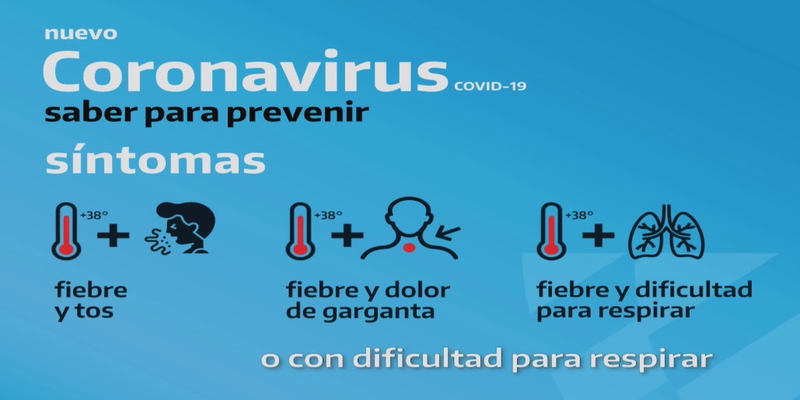 nuevo
Coronavirus COVID-19
saber para prevenir
síntomas
+38° +38° +38°
fiebre
y tos
fiebre y dolor
de garganta
fiebre y dificultad
para respirar
o con dificultad para respirar